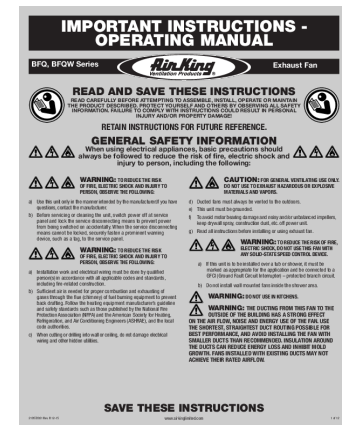 IMPORTANT INSTRUCTIONS -
OPERATING MANUAL
BFQ, BFQW Series
Air King
Ventilation Products
®
Exhaust Fan
READ AND SAVE THESE INSTRUCTIONS
READ CAREFULLY BEFORE ATTEMPTING TO ASSEMBLE, INSTALL, OPERATE OR MAINTAIN
THE PRODUCT DESCRIBED. PROTECT YOURSELF AND OTHERS BY OBSERVING ALL SAFETY
INFORMATION. FAILURE TO COMPLY WITH INSTRUCTIONS COULD RESULT IN PERSONAL
INJURY AND/OR PROPERTY DAMAGE!
RETAIN INSTRUCTIONS FOR FUTURE REFERENCE.
GENERAL SAFETY INFORMATION
When using electrical appliances, basic precautions should
always be followed to reduce the risk of fire, electric shock and
injury to person, including the following:
WARNING: TO REDUCE THE RISK
OF FIRE, ELECTRIC SHOCK AND INJURY TO
PERSON, OBSERVE THE FOLLOWING:
a) Use this unit only in the manner intended by the manufacturer. If you have
questions, contact the manufacturer.
b) Before servicing or cleaning the unit, switch power off at service
panel and lock the service disconnecting means to prevent power
from being switched on accidentally. When the service disconnecting
means cannot be locked, securely fasten a prominent warning
device, such as a tag, to the service panel.
WARNING: TO REDUCE THE RISK
OF FIRE, ELECTRIC SHOCK AND INJURY TO
PERSON, OBSERVE THE FOLLOWING:
a) Installation work and electrical wiring must be done by qualified
person(s) in accordance with all applicable codes and standards,
including fire-rated construction.
b) Sufficient air is needed for proper combustion and exhausting of
gases through the flue (chimney) of fuel burning equipment to prevent
back drafting. Follow the heating equipment manufacturer's guideline
and safety standards such as those published by the National Fire
Protection Association (NFPA) and the American Society for Heating,
Refrigeration, and Air Conditioning Engineers (ASHRAE), and the local
code authorities.
c) When cutting or drilling into wall or ceiling, do not damage electrical
wiring and other hidden utilities.
CAUTION: FOR GENERAL VENTILATING USE ONLY.
DO NOT USE TO EXHAUST HAZARDOUS OR EXPLOSIVE
MATERIALS AND VAPORS.
d) Ducted fans must always be vented to the outdoors.
e) This unit must be grounded.
f) To avoid motor bearing damage and noisy and/or unbalanced impellers,
keep drywall spray, construction dust, etc. off power unit.
g) Read all instructions before installing or using exhaust fan.
WARNING: TO REDUCE THE RISK OF FIRE,
ELECTRIC SHOCK, DO NOT USE THIS FAN WITH
ANY SOLID-STATE SPEED CONTROL DEVICE.
a) If this unit is to be installed over a tub or shower, it must be
marked as appropriate for the application and be connected to a
GFCI (Ground Fault Circuit Interrupter) – protected branch circuit.
b) Do not install wall mounted fans inside the shower area.
WARNING: DO NOT USE IN KITCHENS.
WARNING: THE DUCTING FROM THIS FAN TO THE
OUTSIDE OF THE BUILDING HAS A STRONG EFFECT
ON THE AIR FLOW, NOISE AND ENERGY USE OF THE FAN. USE
THE SHORTEST, STRAIGHTEST DUCT ROUTING POSSIBLE FOR
BEST PERFORMANCE, AND AVOID INSTALLING THE FAN WITH
SMALLER DUCTS THAN RECOMMENDED. INSULATION AROUND
THE DUCTS CAN REDUCE ENERGY LOSS AND INHIBIT MOLD
GROWTH. FANS INSTALLED WITH EXISTING DUCTS MAY NOT
ACHIEVE THEIR RATED AIRFLOW.
SAVE THESE INSTRUCTIONS
www.airkinglimited.com
1 of 10